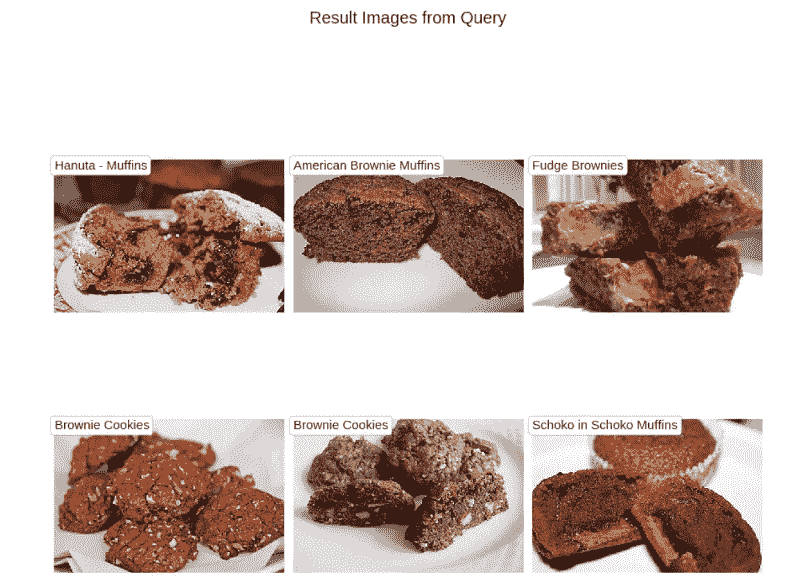 Result Images from Query
Hanuta - Muffins
American Brownie Muffins
Fudge Brownies
Brownie Cookies
Brownie Cookies
Schoko in Schoko Muffins